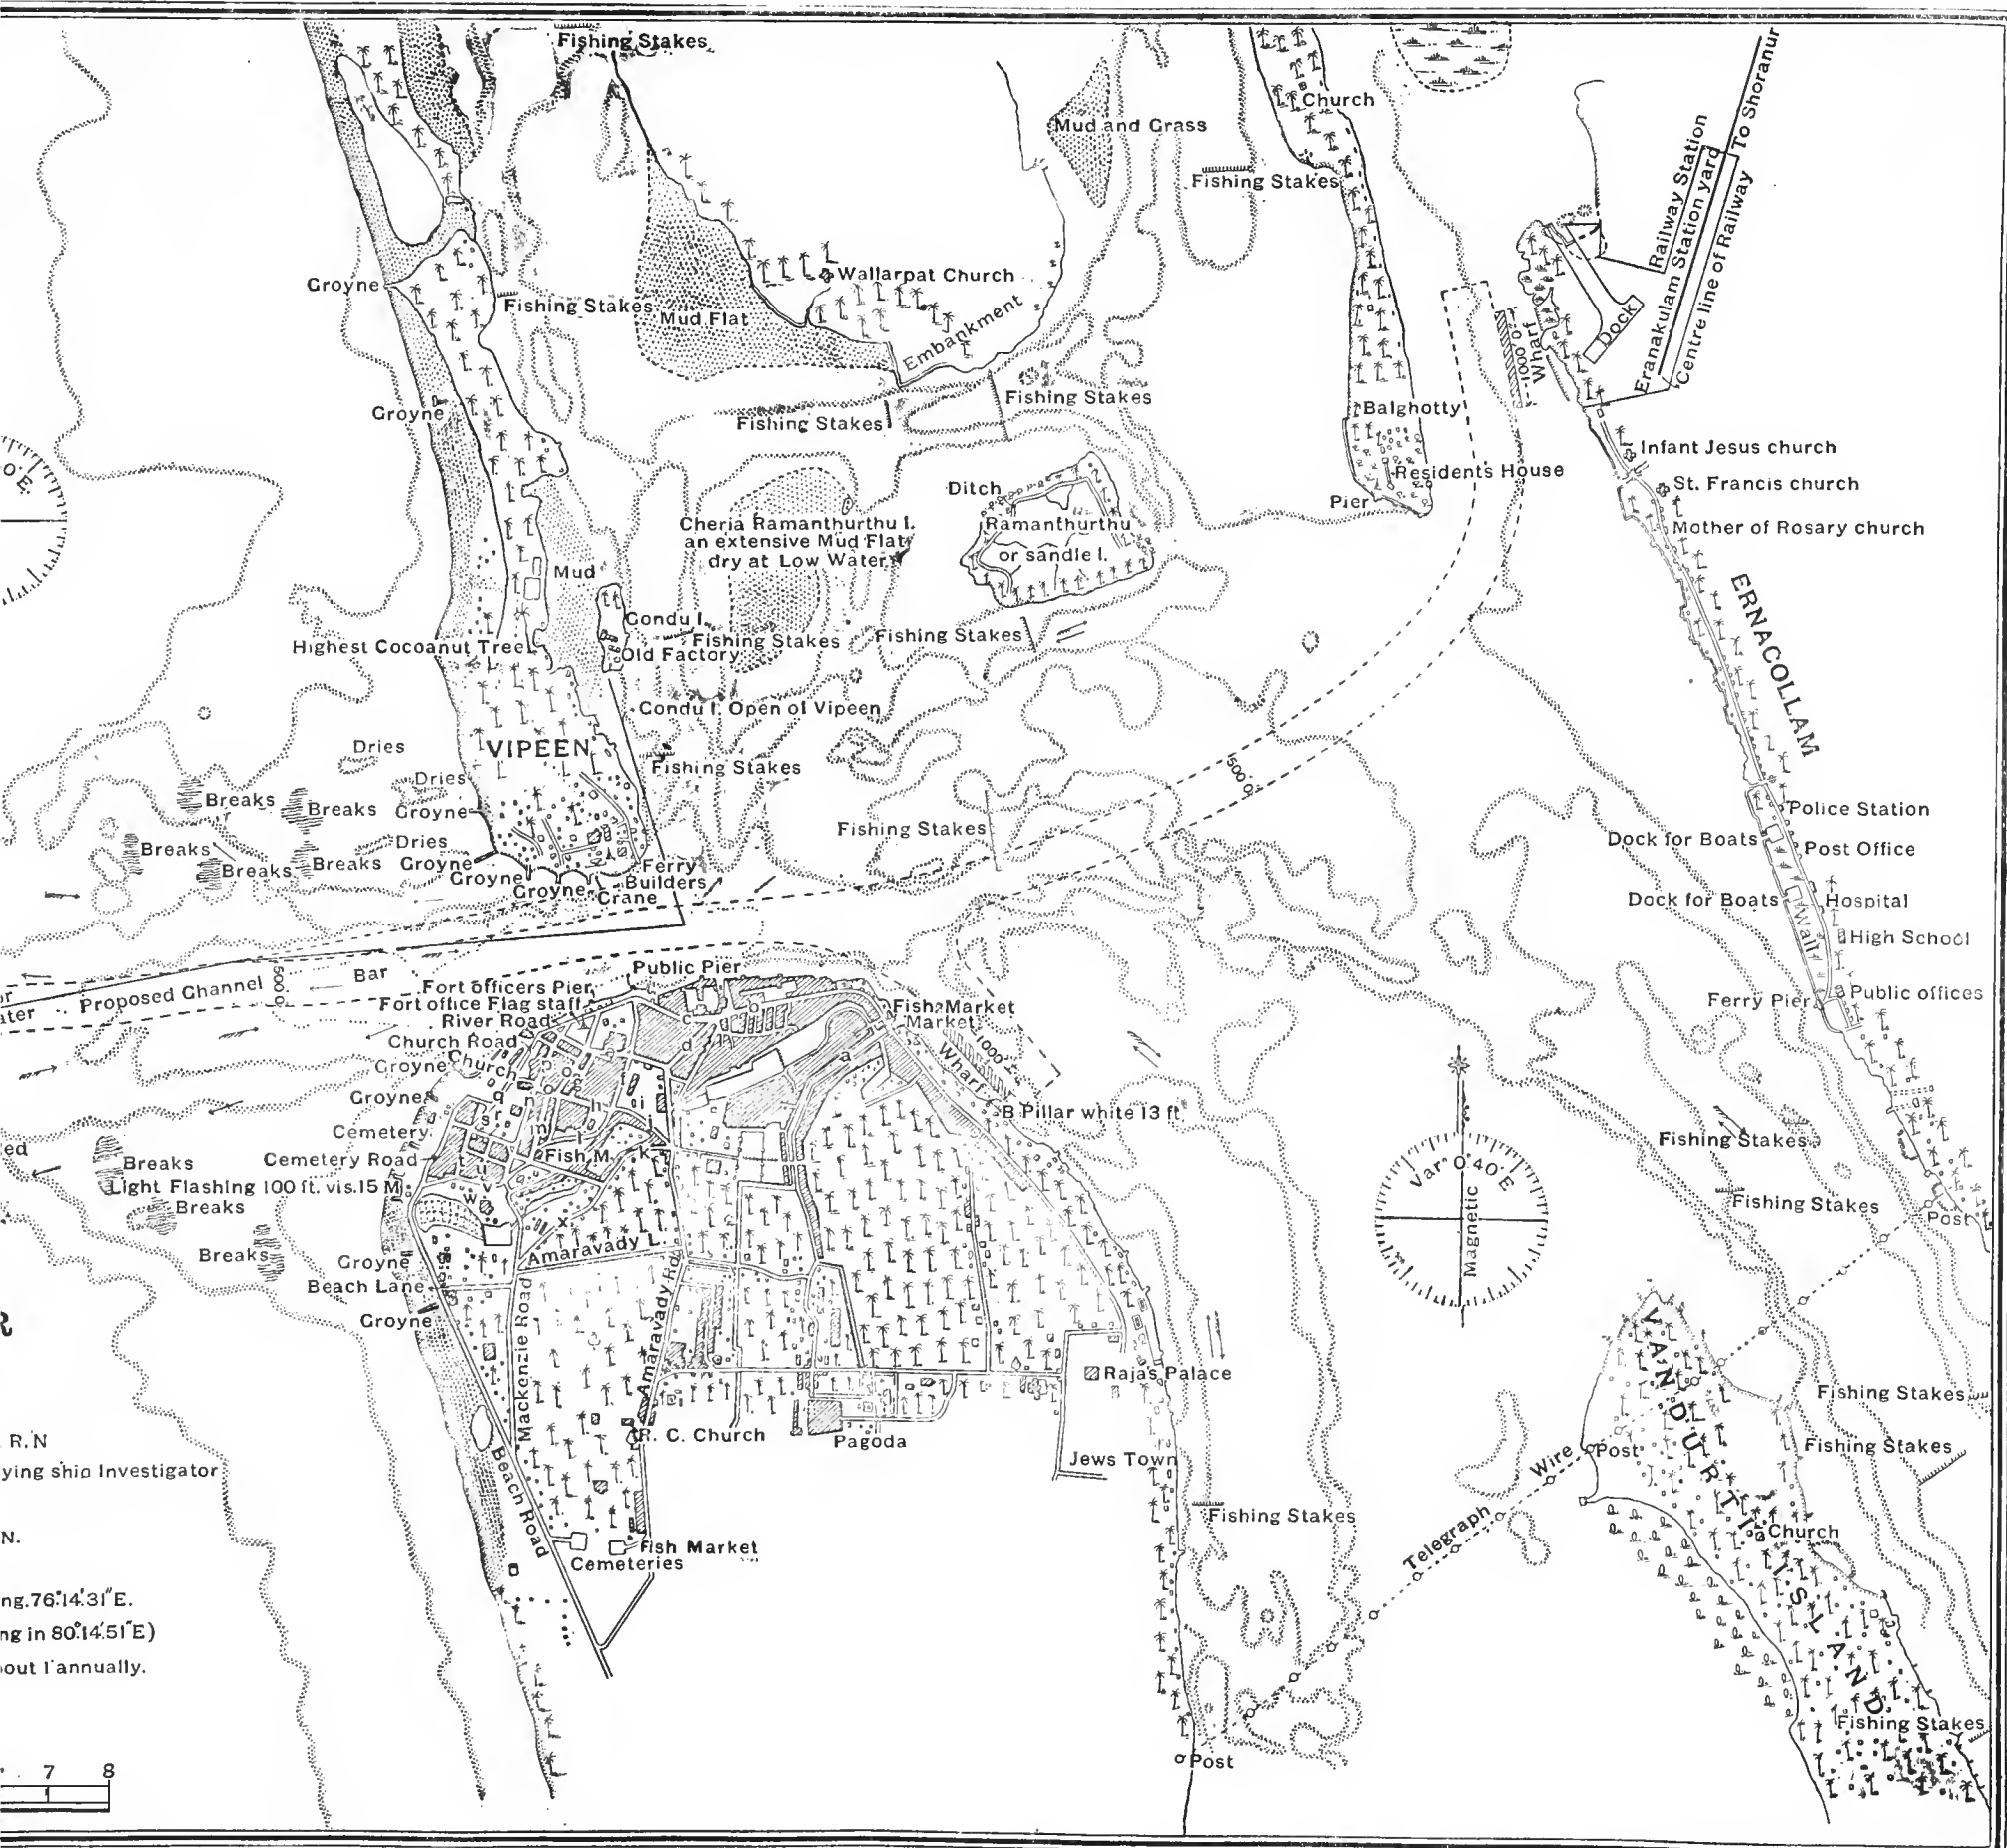 Fishing Stakes
Church
Mud and Grass
Fishing Stakes
To Shoranur
Railway Station
Eranakulam Station yard
Centre line of Railway
Groyne
Fishing Stakes
Mud Flat
Wallarpat Church
Embankment
Dock
Wharf
1000'0"
Groyne
Fishing Stakes
Fishing Stakes
Balghotty
Infant Jesus church
Residents House
St. Francis church
Pier
Mother of Rosary church
Ditch
Ramanthurthu
or sandle I.
Cheria Ramanthurthu I.
an extensive Mud Flat
dry at Low Water
0'E.
Mud
Condu I.
Fishing Stakes
Old Factory
Fishing Stakes
Highest Cocoanut Tree
ERNACOLLAM
Condu I. Open of Vipeen
VIPEEN
Dries
Fishing Stakes
Dries
Breaks
Breaks
Groyne
500'0"
Fishing Stakes
Police Station
Dock for Boats
Post Office
Breaks
Dries
Breaks
Breaks
Groyne
Groyne
Groyne
Crane
Ferry
Builders
Dock for Boats
Hospital
Wall
High School
Bar
Proposed Channel
500'0"
ater
Public Pier
Fort Officers Pier
Fort office Flag staff
River Road
Church Road
Groyne
Church
Fish Market
Market
Ferry Pier
Public offices
1000'
Wharf
Groyne
a
c
d
h
i
j
k
l
m
n
o
q
r
s
t
u
v
w
x
B Pillar white 13 ft.
Cemetery
Cemetery Road
Fish M.
ed
Breaks
Light Flashing 100 ft. vis. 15 M.
Breaks
Breaks
Var^n 0°40'E
Magnetic
Fishing Stakes
Fishing Stakes
Post
Groyne
Beach Lane
Groyne
Amaravady L.
Amaravady Rd.
Mackenzie Road
Beach Road
Raja's Palace
R. C. Church
Pagoda
Jews Town
Fish Market
Cemeteries
Fishing Stakes
Telegraph
Wire
Post
Post
VANDURTI ISLAND
Fishing Stakes
Fishing Stakes
Church
Fishing Stakes
R
R.N
ying ship Investigator
N.
ng. 76°14'31"E.
ng in 80°14'51"E)
out 1' annually.
7 8